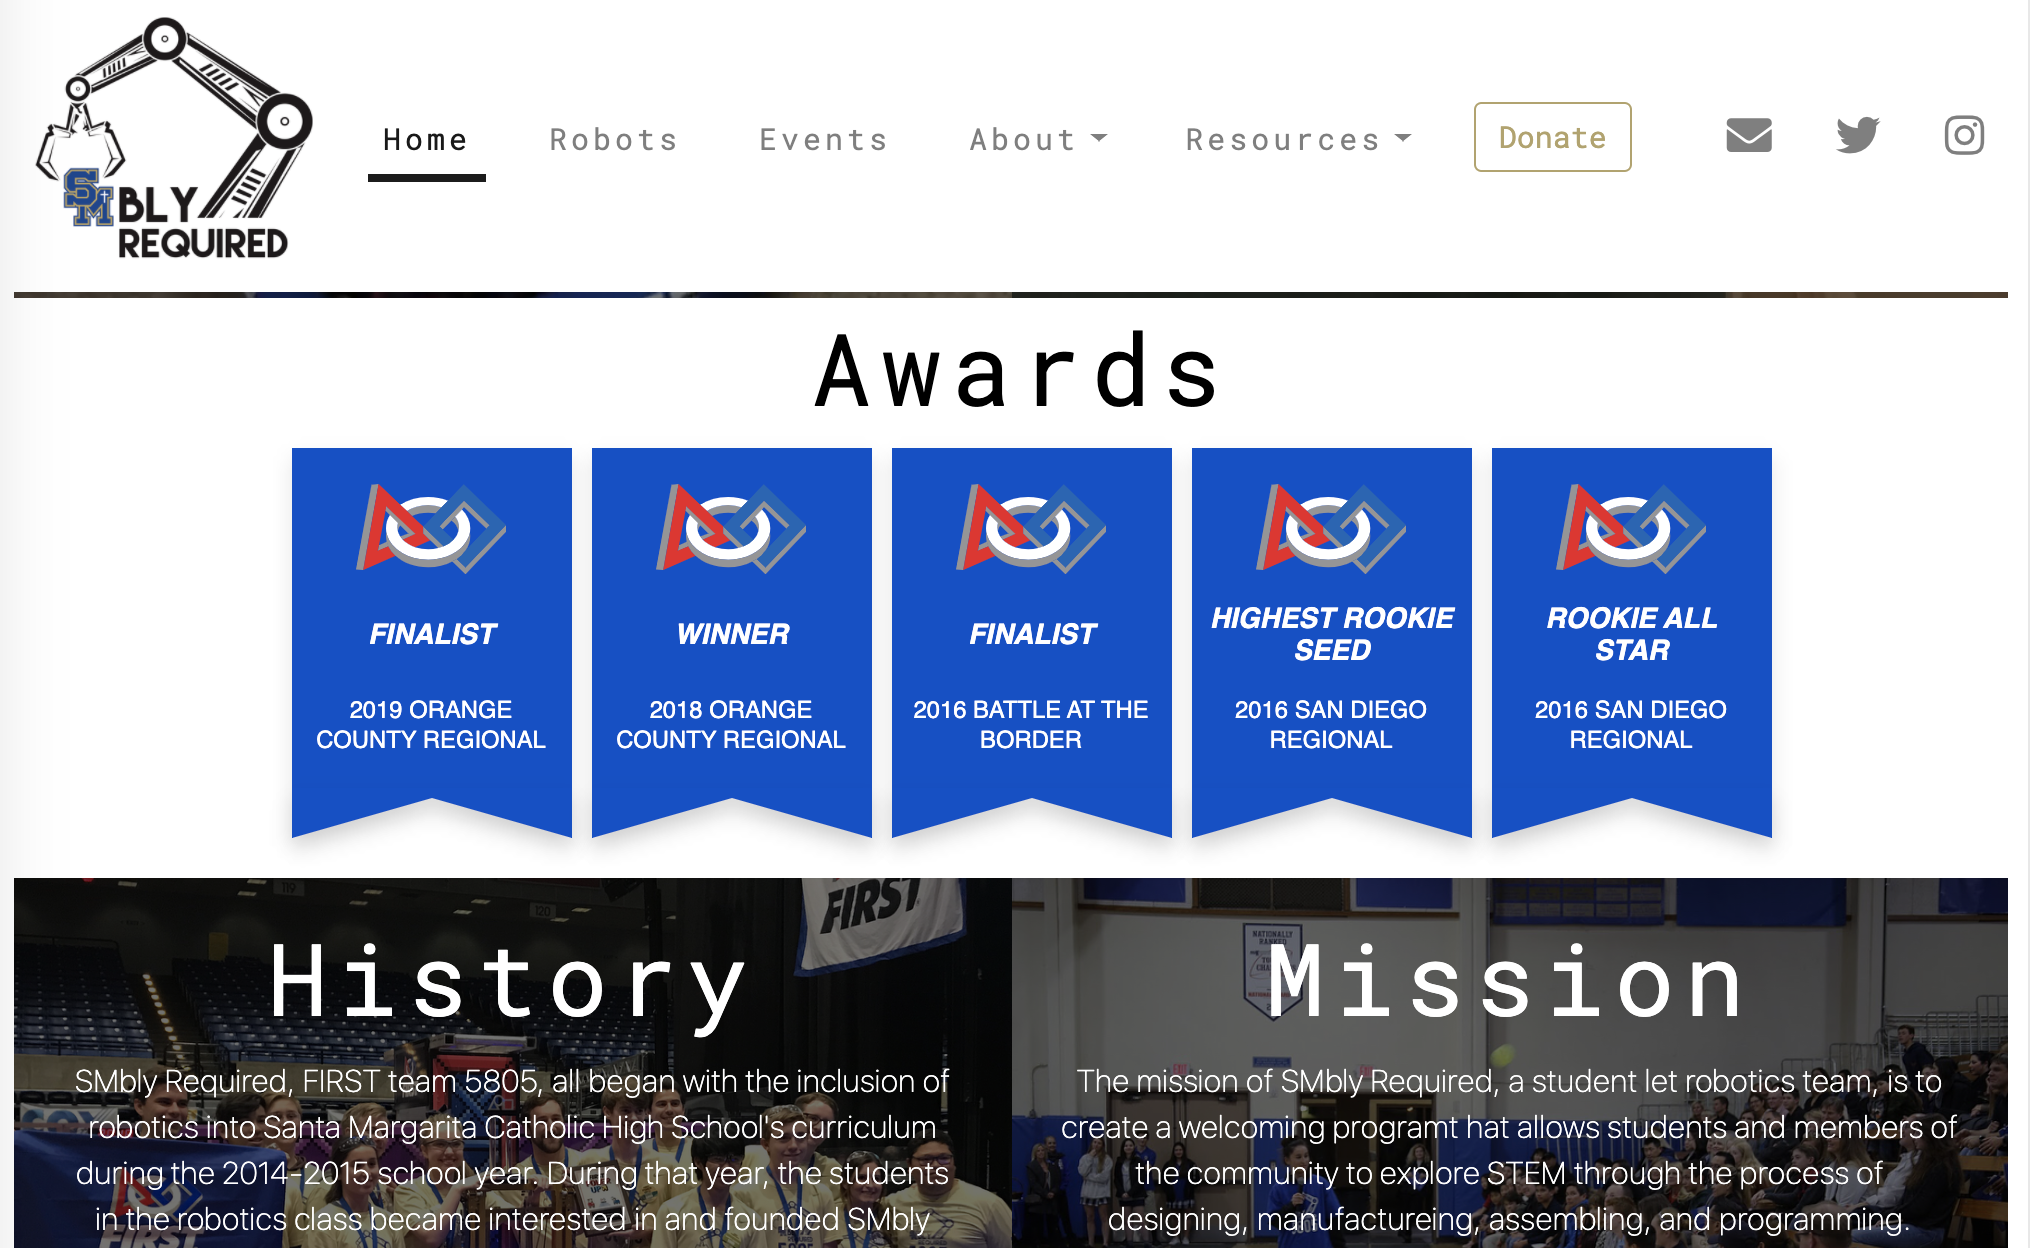 SM BLY
REQUIRED
Home Robots Events About Resources Donate
Awards
FINALIST
2019 ORANGE
COUNTY REGIONAL
WINNER
2018 ORANGE
COUNTY REGIONAL
FINALIST
2016 BATTLE AT THE
BORDER
HIGHEST ROOKIE
SEED
2016 SAN DIEGO
REGIONAL
ROOKIE ALL
STAR
2016 SAN DIEGO
REGIONAL
119
120
FIRST
History
SMbly Required, FIRST team 5805, all began with the inclusion of
robotics into Santa Margarita Catholic High School's curriculum
during the 2014-2015 school year. During that year, the students
in the robotics class became interested in and founded SMbly
FIRST
NATIONALLY
RANKED
Mission
The mission of SMbly Required, a student let robotics team, is to
create a welcoming programt hat allows students and members of
the community to explore STEM through the process of
designing, manufactureing, assembling, and programming.